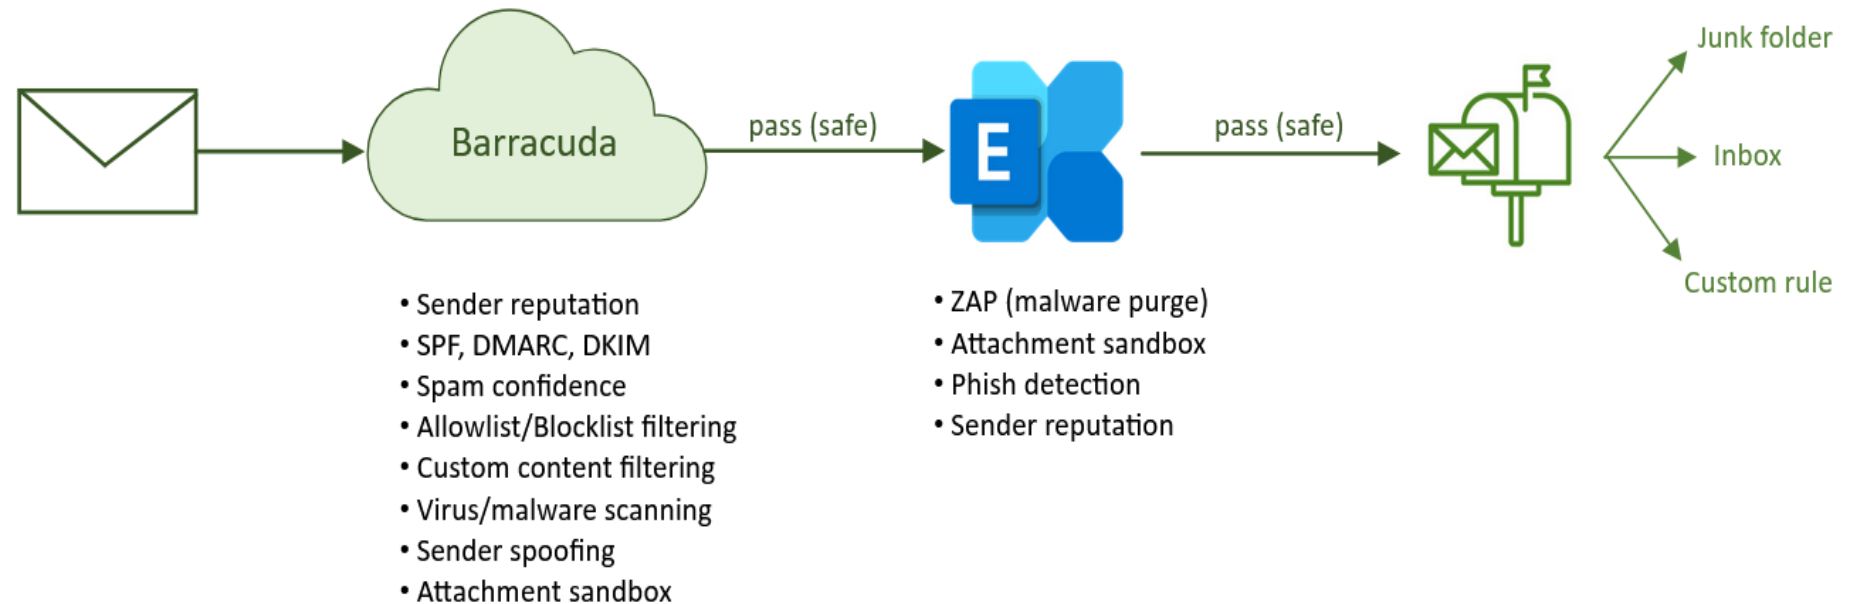 Barracuda
pass (safe)
E
pass (safe)
Junk folder
Inbox
Custom rule
• Sender reputation
• SPF, DMARC, DKIM
• Spam confidence
• Allowlist/Blocklist filtering
• Custom content filtering
• Virus/malware scanning
• Sender spoofing
• Attachment sandbox
• ZAP (malware purge)
• Attachment sandbox
• Phish detection
• Sender reputation